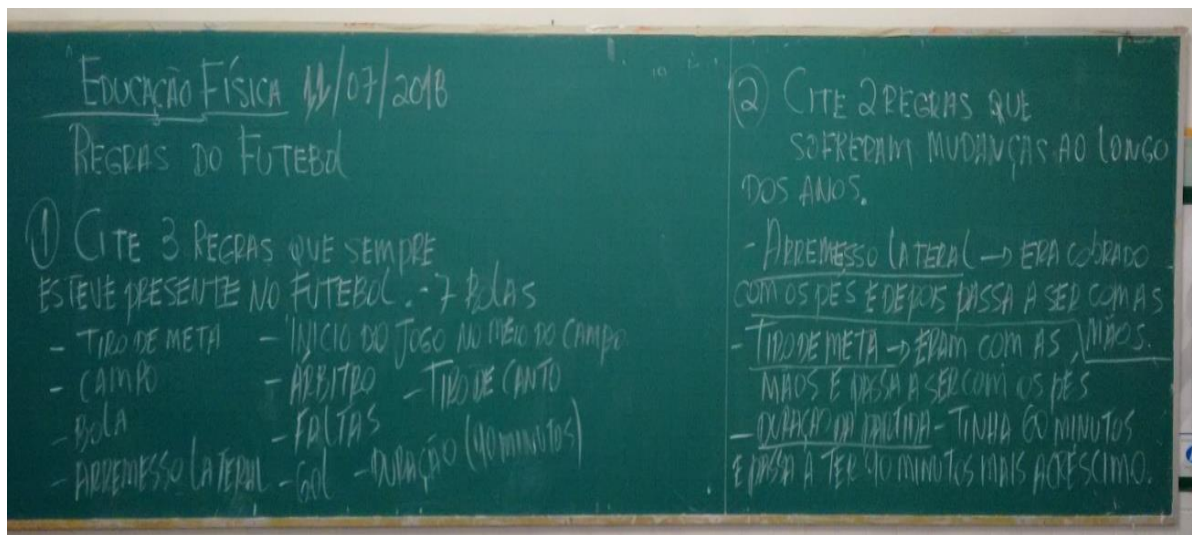 EDUCAÇÃO FÍSICA 11/07/2018
REGRAS DO FUTEBOL
① CITE 3 REGRAS QUE SEMPRE
ESTEVE PRESENTE NO FUTEBOL. - 7 BOLAS
- TIRO DE META - INÍCIO DO JOGO NO MEIO DO CAMPO
- CAMPO - ÁRBITRO - TIRO DE CANTO
- BOLA - FALTAS
- ARREMESSO LATERAL - GOL - DURAÇÃO (90 MINUTOS)
② CITE 2 REGRAS QUE
SOFRERAM MUDANÇAS AO LONGO
DOS ANOS.
- ARREMESSO LATERAL → ERA COBRADO
COM OS PÉS E DEPOIS PASSA A SER COM AS
MÃOS.
- TIRO DE META → ERAM COM AS
MÃOS E PASSA A SER COM OS PÉS
- DURAÇÃO DA PARTIDA - TINHA 60 MINUTOS
E PASSA A TER 90 MINUTOS MAIS ACRÉSCIMO.